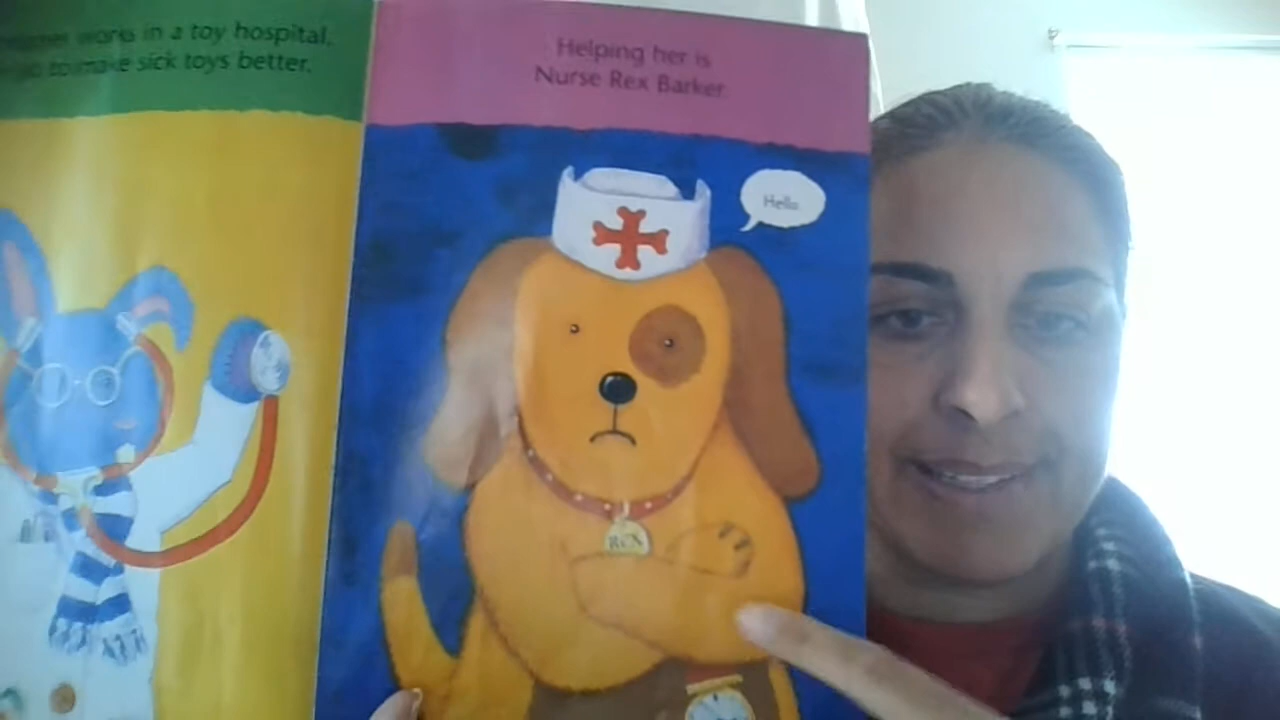 works in a toy hospital,
to make sick toys better.
Helping her is
Nurse Rex Barker.
Hello.
REX